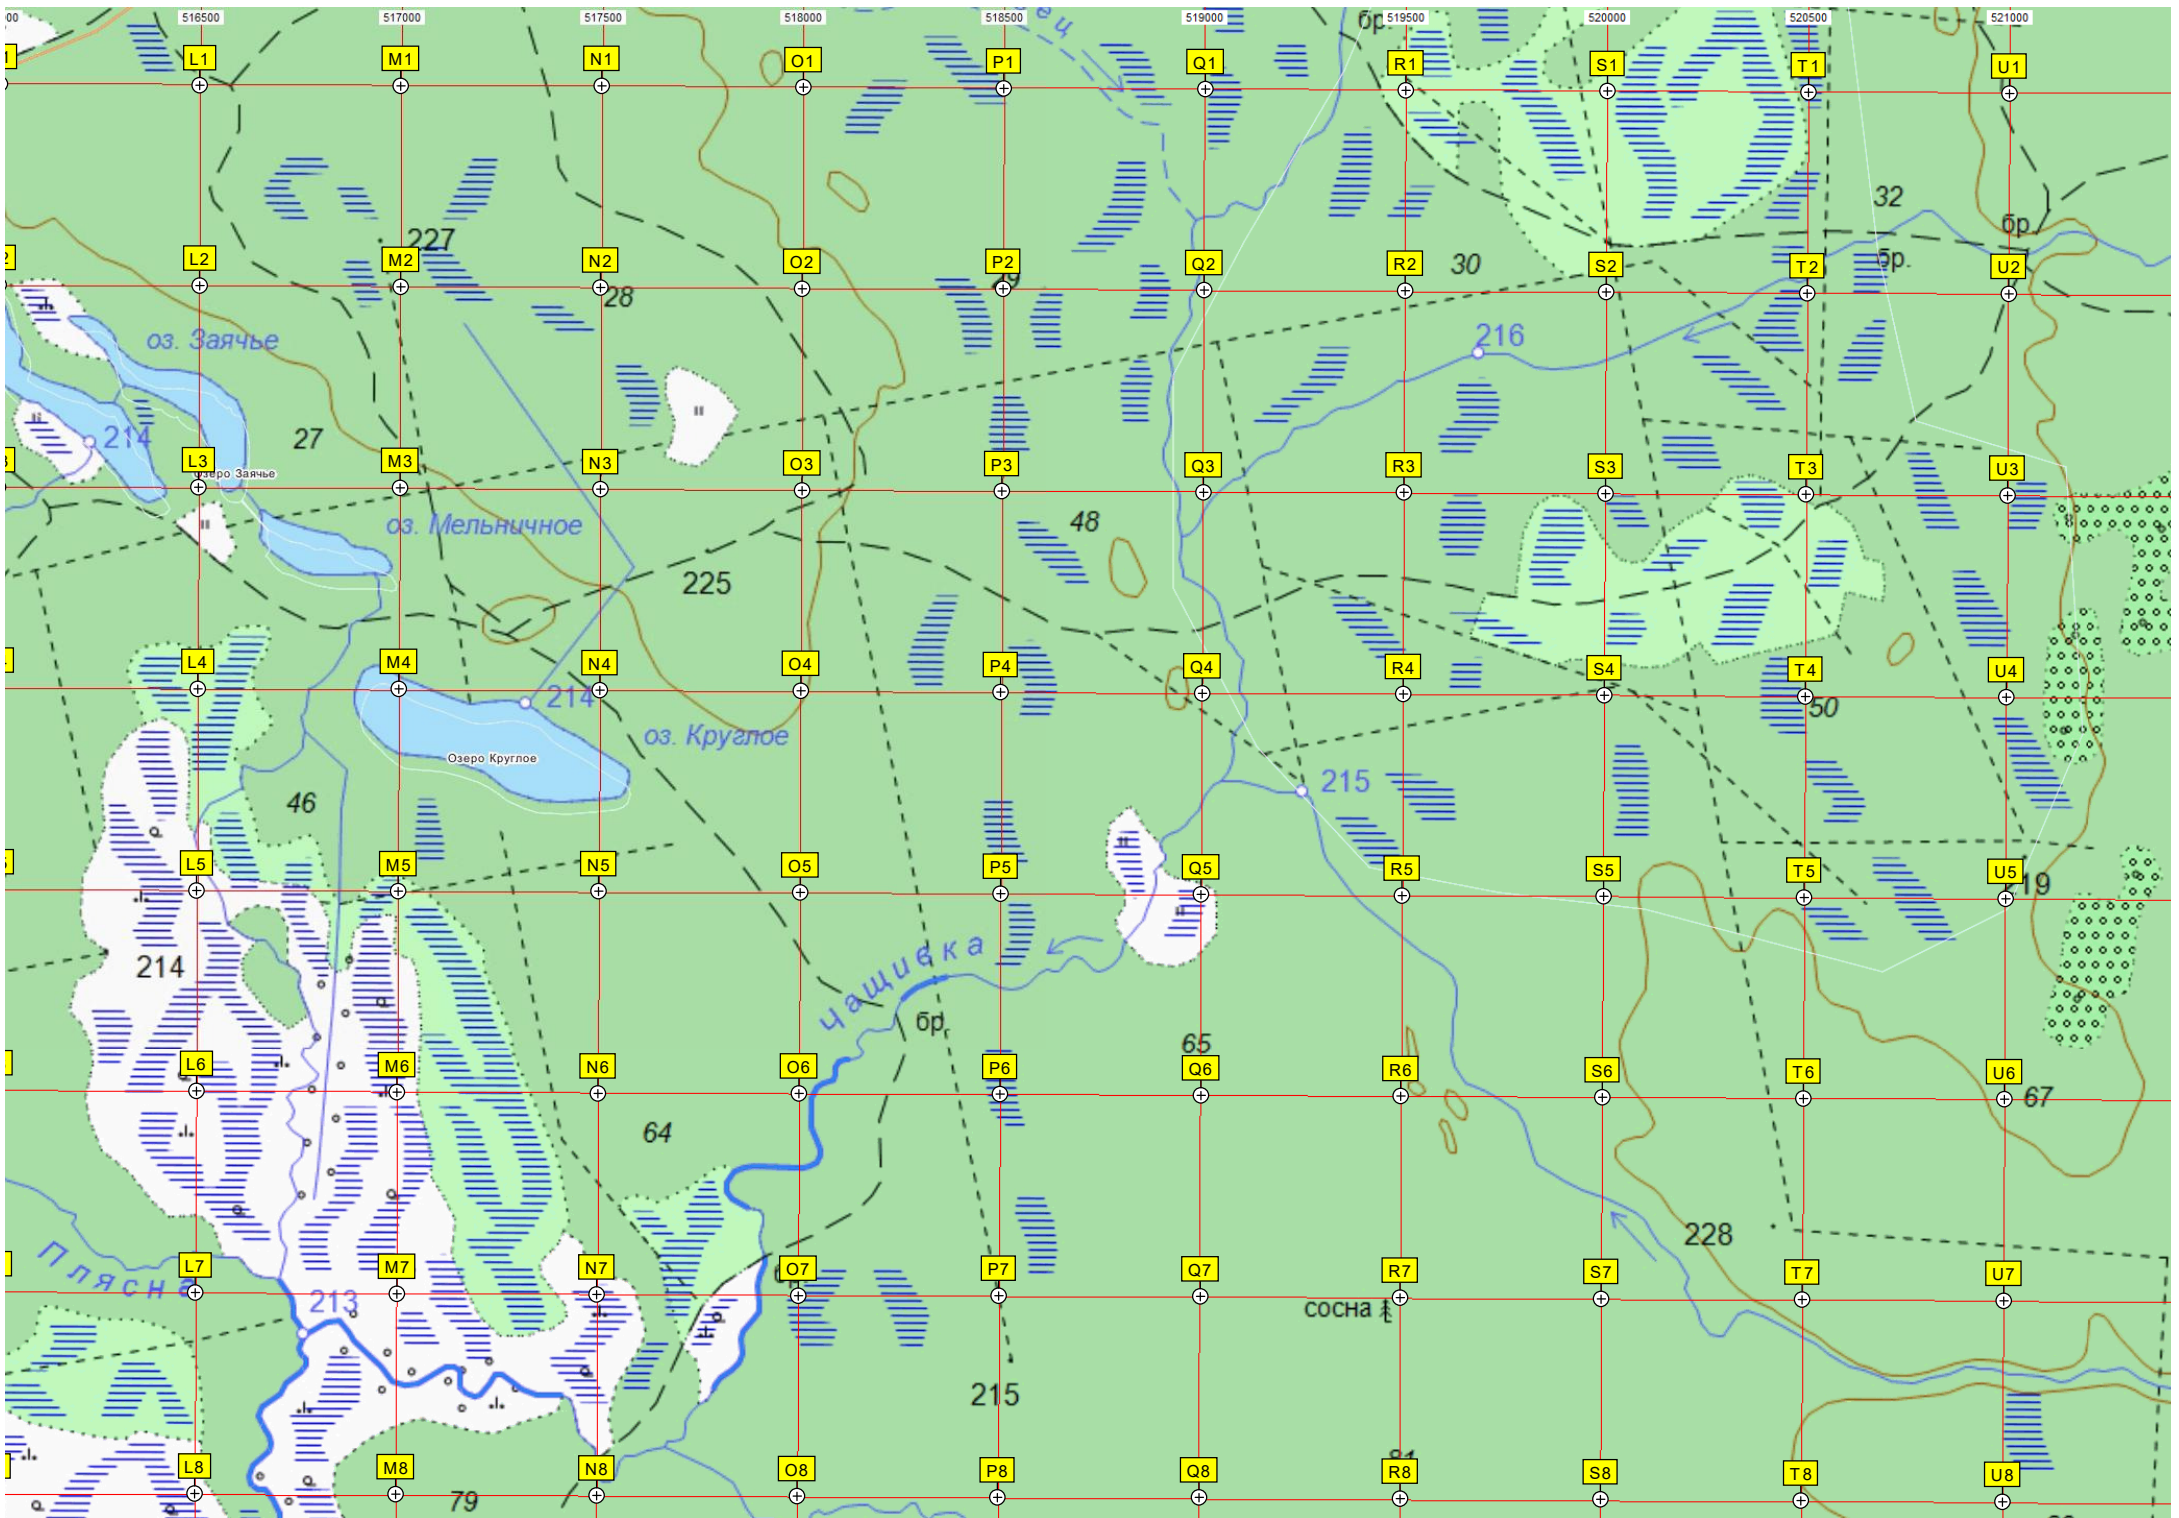 516500 517000 517500 518000 518500 519000 519500 520000 520500 521000
бр.
L1 M1 N1 O1 P1 Q1 R1 S1 T1 U1
32
бр.
227
L2 M2 N2 O2 P2 Q2 R2 30 S2 T2 бр. U2
28
оз. Заячье
216
214
27
L3 M3 N3 O3 P3 Q3 R3 S3 T3 U3
Озеро Заячье
оз. Мельничное
48
225
L4 M4 N4 O4 P4 Q4 R4 S4 T4 U4
214
50
оз. Круглое
Озеро Круглое
215
46
L5 M5 N5 O5 P5 Q5 R5 S5 T5 U5
Чащивка
214
бр.
65
L6 M6 N6 O6 P6 Q6 R6 S6 T6 U6
67
64
228
Плясна
L7 M7 N7 O7 P7 Q7 R7 S7 T7 U7
213
сосна
215
81
L8 M8 N8 O8 P8 Q8 R8 S8 T8 U8
79